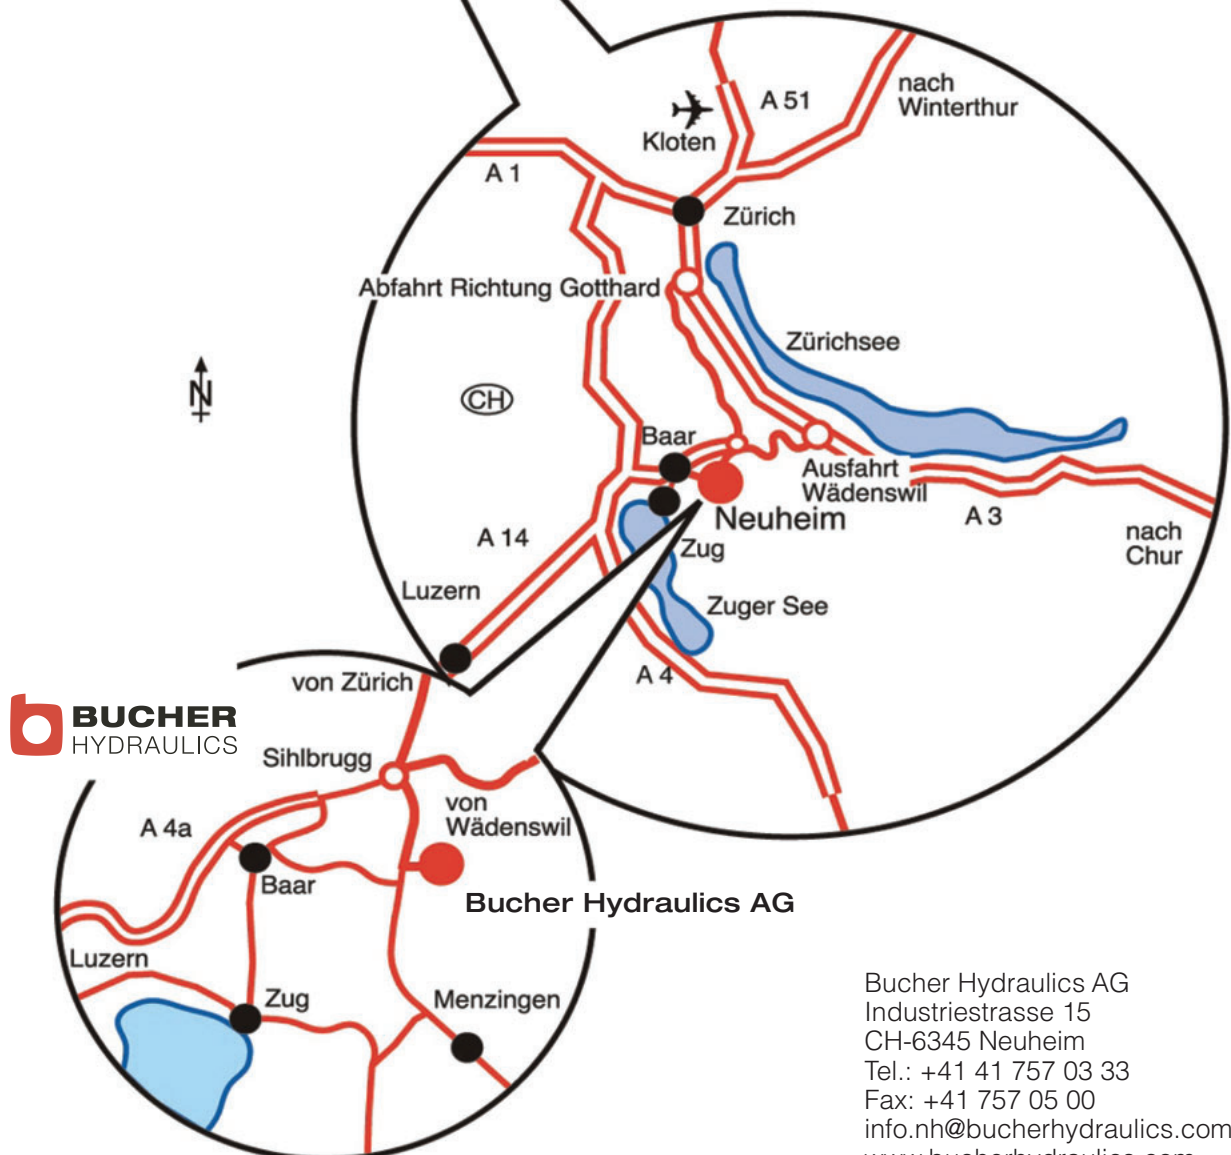 A 51
nach
Winterthur
Kloten
A 1
Zürich
Abfahrt Richtung Gotthard
Zürichsee
N
CH
Baar
Ausfahrt
Wädenswil
Neuheim
A 3
nach
Chur
A 14
Zug
Luzern
Zuger See
A 4
von Zürich
BUCHER
HYDRAULICS
Sihlbrugg
von
Wädenswil
A 4a
Baar
Bucher Hydraulics AG
Luzern
Zug
Menzingen
Bucher Hydraulics AG
Industriestrasse 15
CH-6345 Neuheim
Tel.: +41 41 757 03 33
Fax: +41 757 05 00
info.nh@bucherhydraulics.com
www.bucherhydraulics.com